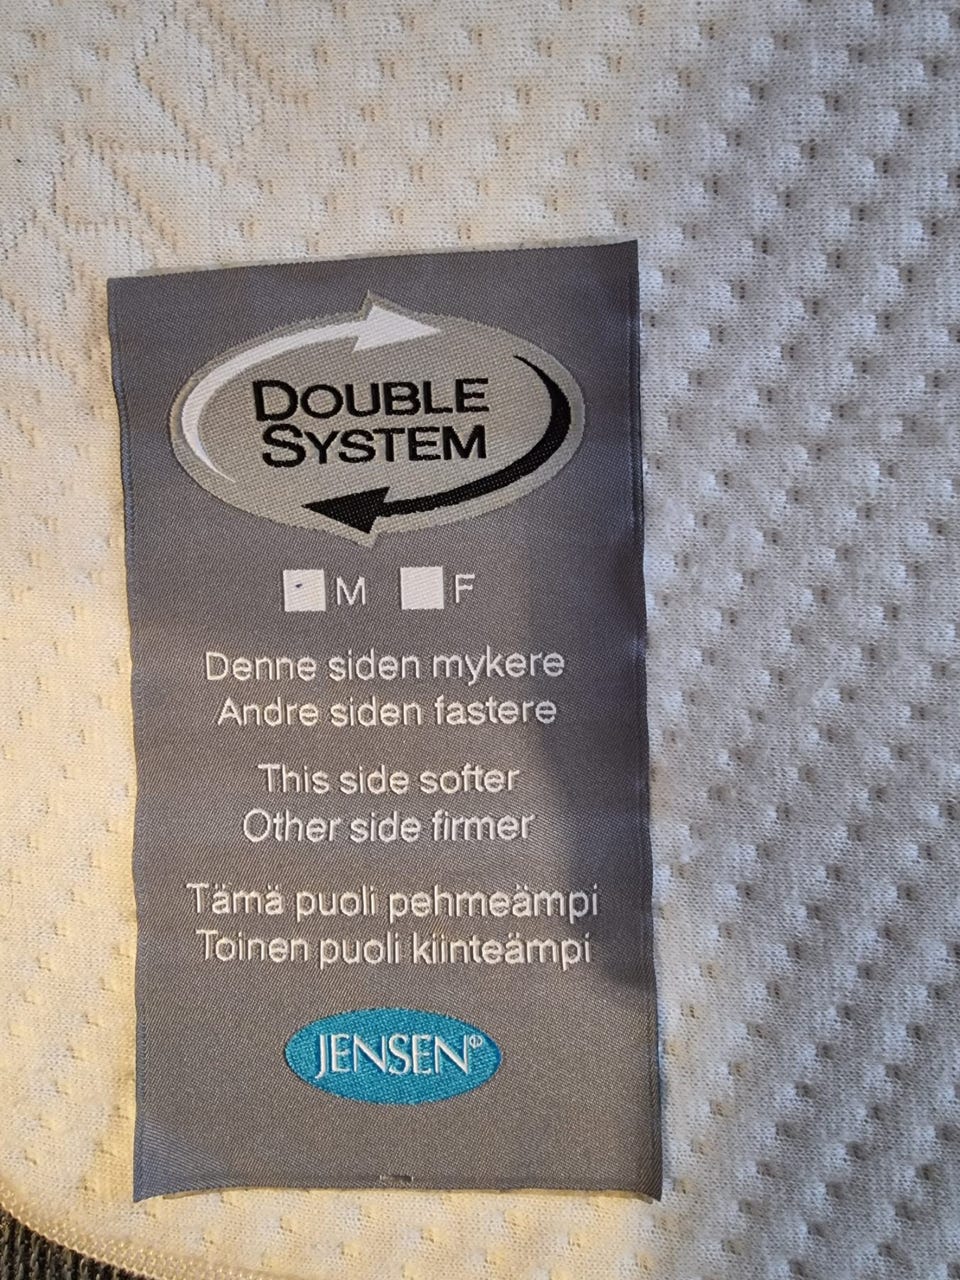 DOUBLE
SYSTEM
M F
Denne siden mykere
Andre siden fastere
This side softer
Other side firmer
Tämä puoli pehmeämpi
Toinen puoli kiinteämpi
JENSEN